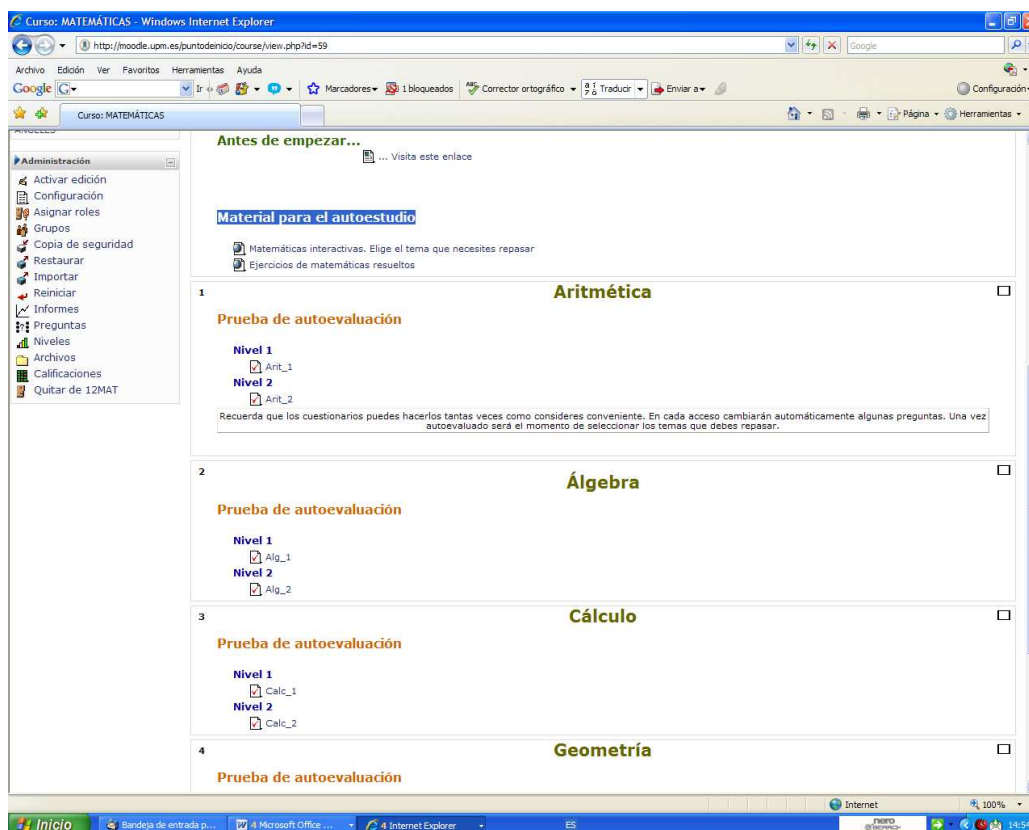 Curso: MATEMÁTICAS - Windows Internet Explorer
http://moodle.upm.es/puntodeinicio/course/view.php?id=59
Google
Archivo Edición Ver Favoritos Herramientas Ayuda
Google G Ir Marcadores 1 bloqueados Corrector ortográfico Traducir Enviar a Configuración
Curso: MATEMÁTICAS Página Herramientas
Administración
Activar edición
Configuración
Asignar roles
Grupos
Copia de seguridad
Restaurar
Importar
Reiniciar
Informes
Preguntas
Niveles
Archivos
Calificaciones
Quitar de 12MAT
Antes de empezar...
... Visita este enlace
Material para el autoestudio
Matemáticas interactivas. Elige el tema que necesites repasar
Ejercicios de matemáticas resueltos
1 Aritmética
Prueba de autoevaluación
Nivel 1
Arit_1
Nivel 2
Arit_2
Recuerda que los cuestionarios puedes hacerlos tantas veces como consideres conveniente. En cada acceso cambiarán automáticamente algunas preguntas. Una vez
autoevaluado será el momento de seleccionar los temas que debes repasar.
2 Álgebra
Prueba de autoevaluación
Nivel 1
Alg_1
Nivel 2
Alg_2
3 Cálculo
Prueba de autoevaluación
Nivel 1
Calc_1
Nivel 2
Calc_2
4 Geometría
Prueba de autoevaluación
Internet 100%
Inicio Bandeja de entrada p... 4 Microsoft Office ... 4 Internet Explorer ES nero 14:54